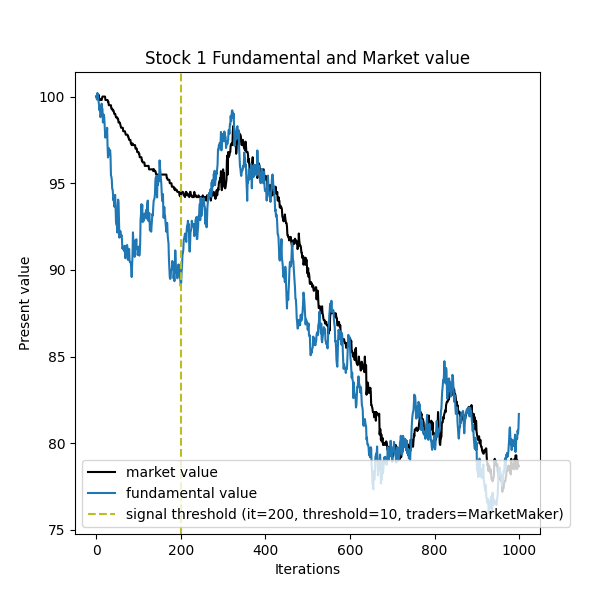 Stock 1 Fundamental and Market value
100
95
90
85
80
75
Present value
market value
fundamental value
signal threshold (it=200, threshold=10, traders=MarketMaker)
0 200 400 600 800 1000
Iterations